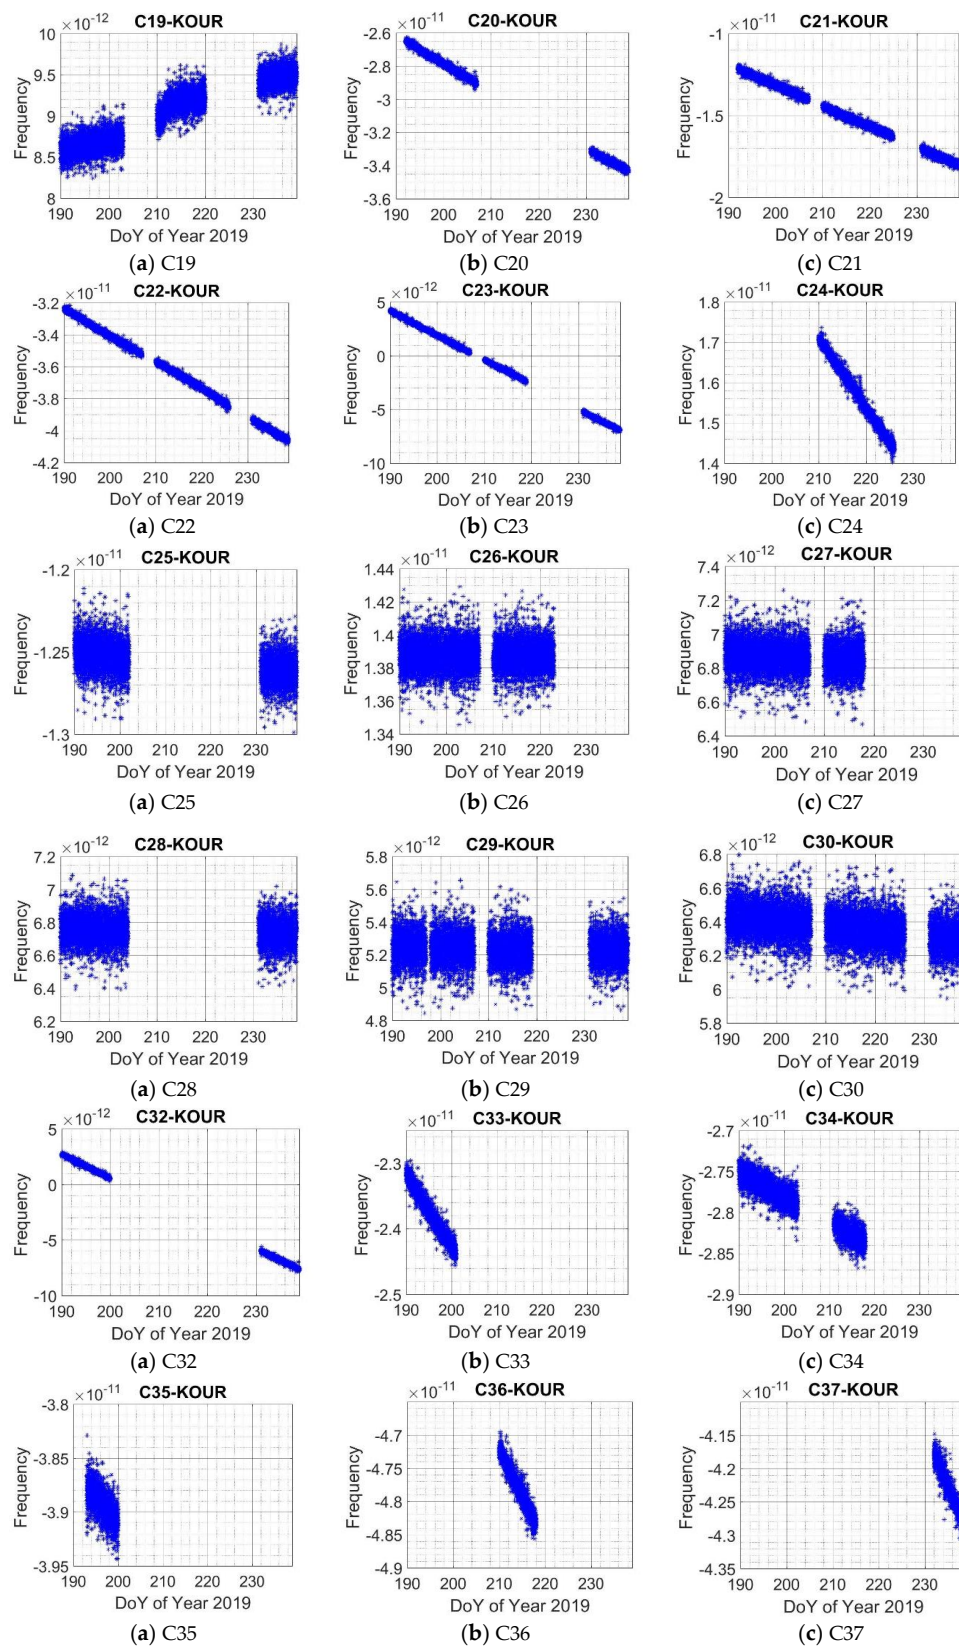 C19-KOUR
×10⁻¹²
10
9.5
9
8.5
8
Frequency
190 200 210 220 230
DoY of Year 2019
(a) C19
C20-KOUR
×10⁻¹¹
-2.6
-2.8
-3
-3.2
-3.4
-3.6
Frequency
190 200 210 220 230
DoY of Year 2019
(b) C20
C21-KOUR
×10⁻¹¹
-1
-1.5
-2
Frequency
190 200 210 220 230
DoY of Year 2019
(c) C21
C22-KOUR
×10⁻¹¹
-3.2
-3.4
-3.6
-3.8
-4
-4.2
Frequency
190 200 210 220 230
DoY of Year 2019
(a) C22
C23-KOUR
×10⁻¹²
5
0
-5
-10
Frequency
190 200 210 220 230
DoY of Year 2019
(b) C23
C24-KOUR
×10⁻¹¹
1.8
1.7
1.6
1.5
1.4
Frequency
190 200 210 220 230
DoY of Year 2019
(c) C24
C25-KOUR
×10⁻¹¹
-1.2
-1.25
-1.3
Frequency
190 200 210 220 230
DoY of Year 2019
(a) C25
C26-KOUR
×10⁻¹¹
1.44
1.42
1.4
1.38
1.36
1.34
Frequency
190 200 210 220 230
DoY of Year 2019
(b) C26
C27-KOUR
×10⁻¹²
7.4
7.2
7
6.8
6.6
6.4
Frequency
190 200 210 220 230
DoY of Year 2019
(c) C27
C28-KOUR
×10⁻¹²
7.2
7
6.8
6.6
6.4
6.2
Frequency
190 200 210 220 230
DoY of Year 2019
(a) C28
C29-KOUR
×10⁻¹²
5.8
5.6
5.4
5.2
5
4.8
Frequency
190 200 210 220 230
DoY of Year 2019
(b) C29
C30-KOUR
×10⁻¹²
6.8
6.6
6.4
6.2
6
5.8
Frequency
190 200 210 220 230
DoY of Year 2019
(c) C30
C32-KOUR
×10⁻¹²
5
0
-5
-10
Frequency
190 200 210 220 230
DoY of Year 2019
(a) C32
C33-KOUR
×10⁻¹¹
-2.3
-2.4
-2.5
Frequency
190 200 210 220 230
DoY of Year 2019
(b) C33
C34-KOUR
×10⁻¹¹
-2.7
-2.75
-2.8
-2.85
-2.9
Frequency
190 200 210 220 230
DoY of Year 2019
(c) C34
C35-KOUR
×10⁻¹¹
-3.8
-3.85
-3.9
-3.95
Frequency
190 200 210 220 230
DoY of Year 2019
(a) C35
C36-KOUR
×10⁻¹¹
-4.7
-4.75
-4.8
-4.85
-4.9
Frequency
190 200 210 220 230
DoY of Year 2019
(b) C36
C37-KOUR
×10⁻¹¹
-4.15
-4.2
-4.25
-4.3
-4.35
Frequency
190 200 210 220 230
DoY of Year 2019
(c) C37